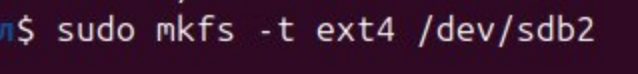 $ sudo mkfs -t ext4 /dev/sdb2